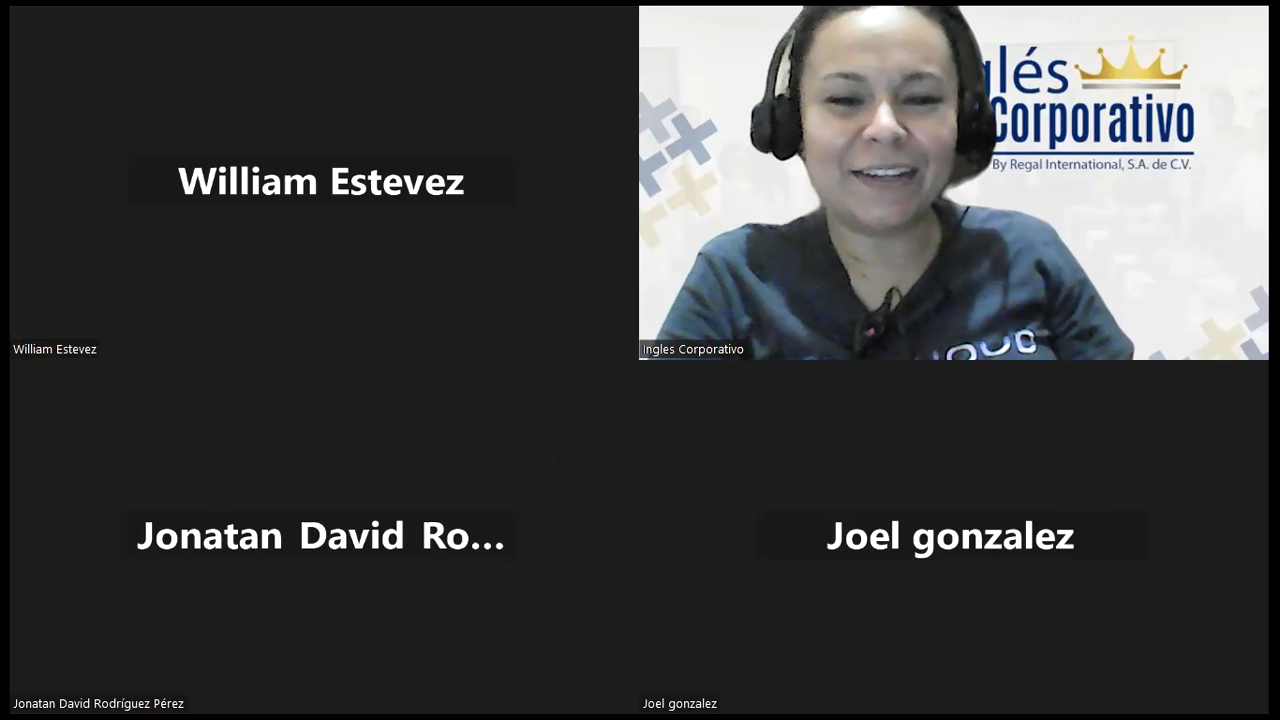 William Estevez
William Estevez
glés
Corporativo
By Regal International, S.A. de C.V.
Ingles Corporativo
Jonatan David Ro...
Jonatan David Rodríguez Pérez
Joel gonzalez
Joel gonzalez